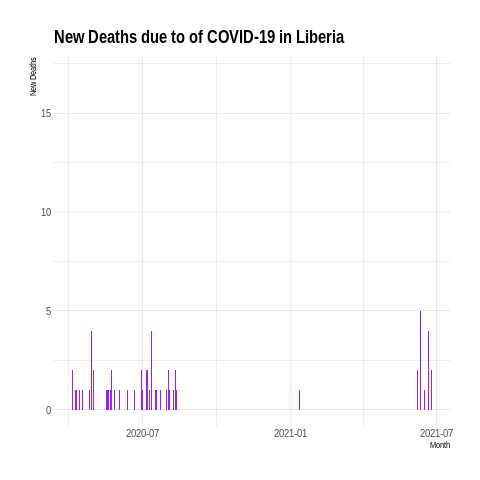 New Deaths due to of COVID-19 in Liberia
New Deaths
15
10
5
0
2020-07
2021-01
2021-07
Month